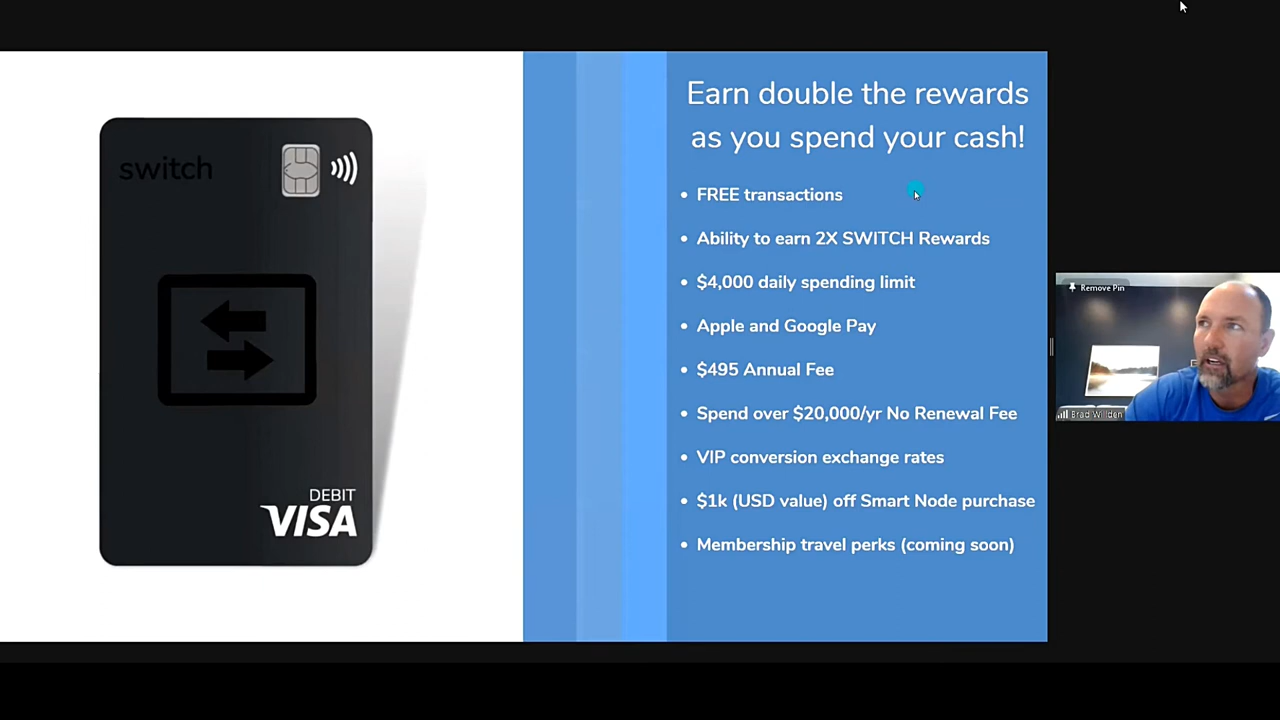 switch
DEBIT
VISA
Earn double the rewards
as you spend your cash!
• FREE transactions
• Ability to earn 2X SWITCH Rewards
• $4,000 daily spending limit
• Apple and Google Pay
• $495 Annual Fee
• Spend over $20,000/yr No Renewal Fee
• VIP conversion exchange rates
• $1k (USD value) off Smart Node purchase
• Membership travel perks (coming soon)
Remove Pin
Brad Willden